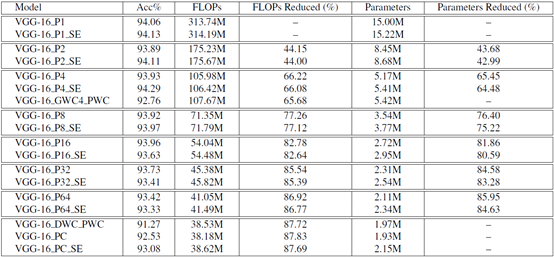 Model Acc% FLOPs FLOPs Reduced (%) Parameters Parameters Reduced (%)
VGG-16_P1 94.06 313.74M – 15.00M –
VGG-16_P1_SE 94.13 314.19M – 15.22M –
VGG-16_P2 93.89 175.23M 44.15 8.45M 43.68
VGG-16_P2_SE 94.11 175.67M 44.00 8.68M 42.99
VGG-16_P4 93.93 105.98M 66.22 5.17M 65.45
VGG-16_P4_SE 94.29 106.42M 66.08 5.41M 64.48
VGG-16_GWC4_PWC 92.76 107.67M 65.68 5.42M –
VGG-16_P8 93.92 71.35M 77.26 3.54M 76.40
VGG-16_P8_SE 93.97 71.79M 77.12 3.77M 75.22
VGG-16_P16 93.96 54.04M 82.78 2.72M 81.86
VGG-16_P16_SE 93.63 54.48M 82.64 2.95M 80.59
VGG-16_P32 93.73 45.38M 85.54 2.31M 84.58
VGG-16_P32_SE 93.41 45.82M 85.39 2.54M 83.28
VGG-16_P64 93.42 41.05M 86.92 2.11M 85.95
VGG-16_P64_SE 93.33 41.49M 86.77 2.34M 84.63
VGG-16_DWC_PWC 91.27 38.53M 87.72 1.97M –
VGG-16_PC 92.53 38.18M 87.83 1.93M –
VGG-16_PC_SE 93.08 38.62M 87.69 2.15M –